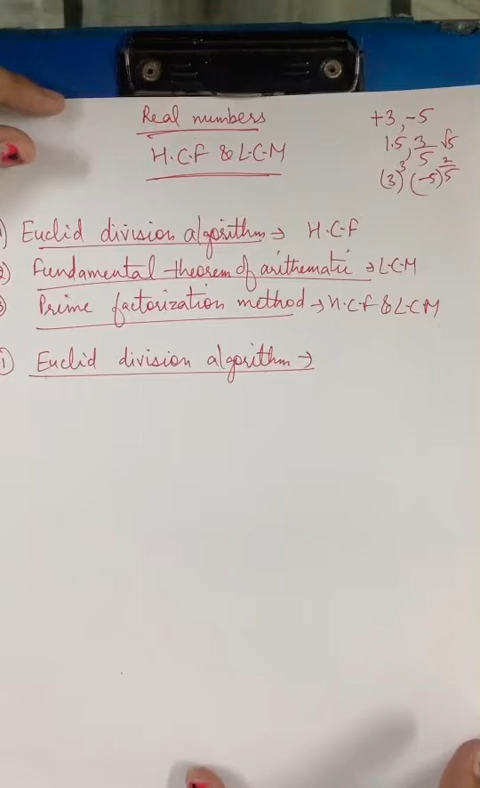 Real numbers
H.C.F & L.C.M
+3, -5
1.5, 3/5 √5
(3)³ (-5)^2/5
1) Euclid division algorithm → H.C.F
2) Fundamental theorem of arithematic → L.C.M
3) Prime factorization method → H.C.F & L.C.M
1) Euclid division algorithm →